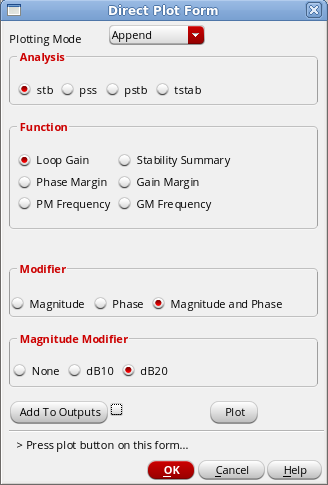 Direct Plot Form
Plotting Mode Append
Analysis
stb pss pstb tstab
Function
Loop Gain Stability Summary
Phase Margin Gain Margin
PM Frequency GM Frequency
Modifier
Magnitude Phase Magnitude and Phase
Magnitude Modifier
None dB10 dB20
Add To Outputs Plot
> Press plot button on this form...
OK Cancel Help